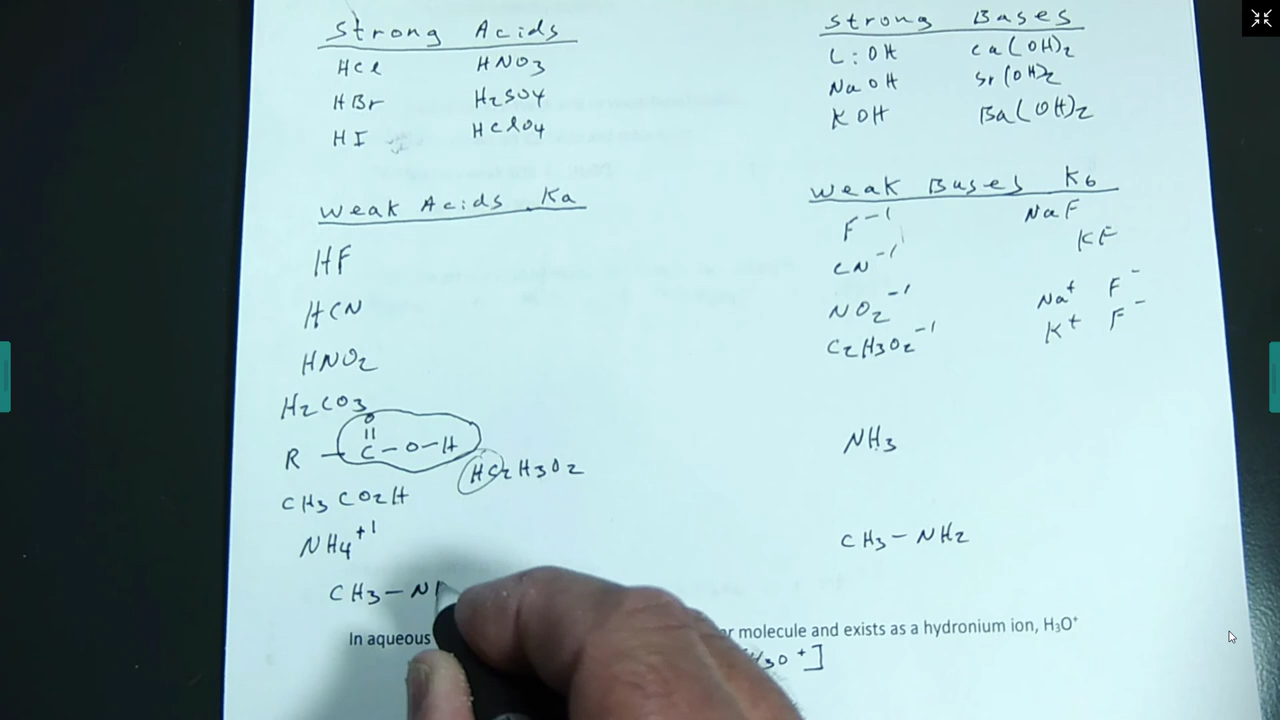 Strong Acids
HCl HNO3
HBr H2SO4
HI HClO4
Weak Acids Ka
HF
HCN
HNO2
H2CO3
O
R — C — O — H
HC2H3O2
CH3CO2H
NH4+1
CH3 — N
Strong Bases
LiOH Ca(OH)2
NaOH Sr(OH)2
KOH Ba(OH)2
Weak Bases Kb
F-1 NaF
KF
CN-1
NO2-1 Na+ F-
C2H3O2-1 K+ F-
NH3
CH3 — NH2
In aqueous molecule and exists as a hydronium ion, H3O+
H3O+]